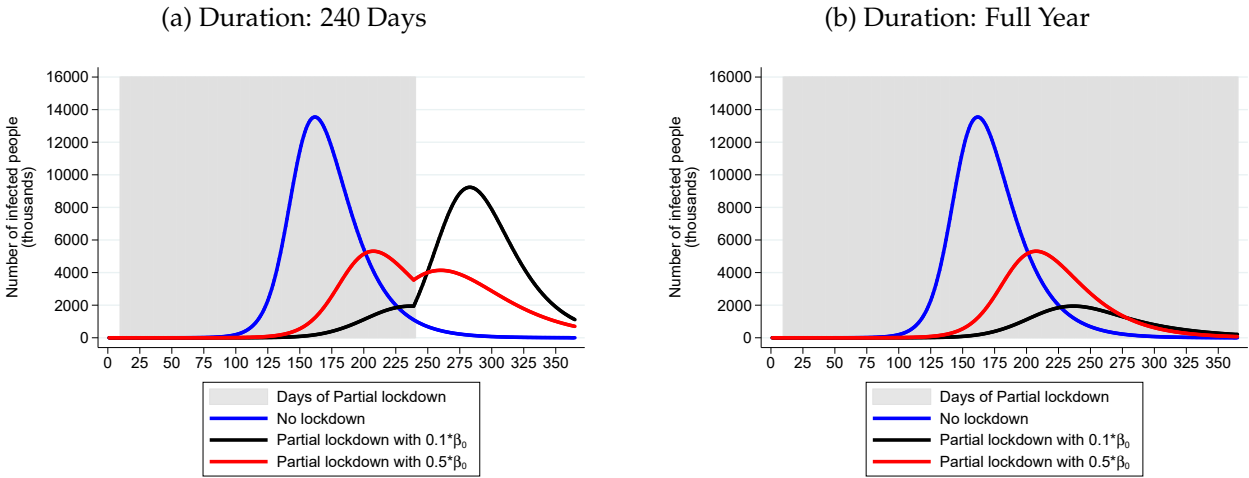 (a) Duration: 240 Days
Number of infected people
(thousands)
16000
14000
12000
10000
8000
6000
4000
2000
0
0 25 50 75 100 125 150 175 200 225 250 275 300 325 350
Days of Partial lockdown
No lockdown
Partial lockdown with 0.1*β₀
Partial lockdown with 0.5*β₀
(b) Duration: Full Year
Number of infected people
(thousands)
16000
14000
12000
10000
8000
6000
4000
2000
0
0 25 50 75 100 125 150 175 200 225 250 275 300 325 350
Days of Partial lockdown
No lockdown
Partial lockdown with 0.1*β₀
Partial lockdown with 0.5*β₀